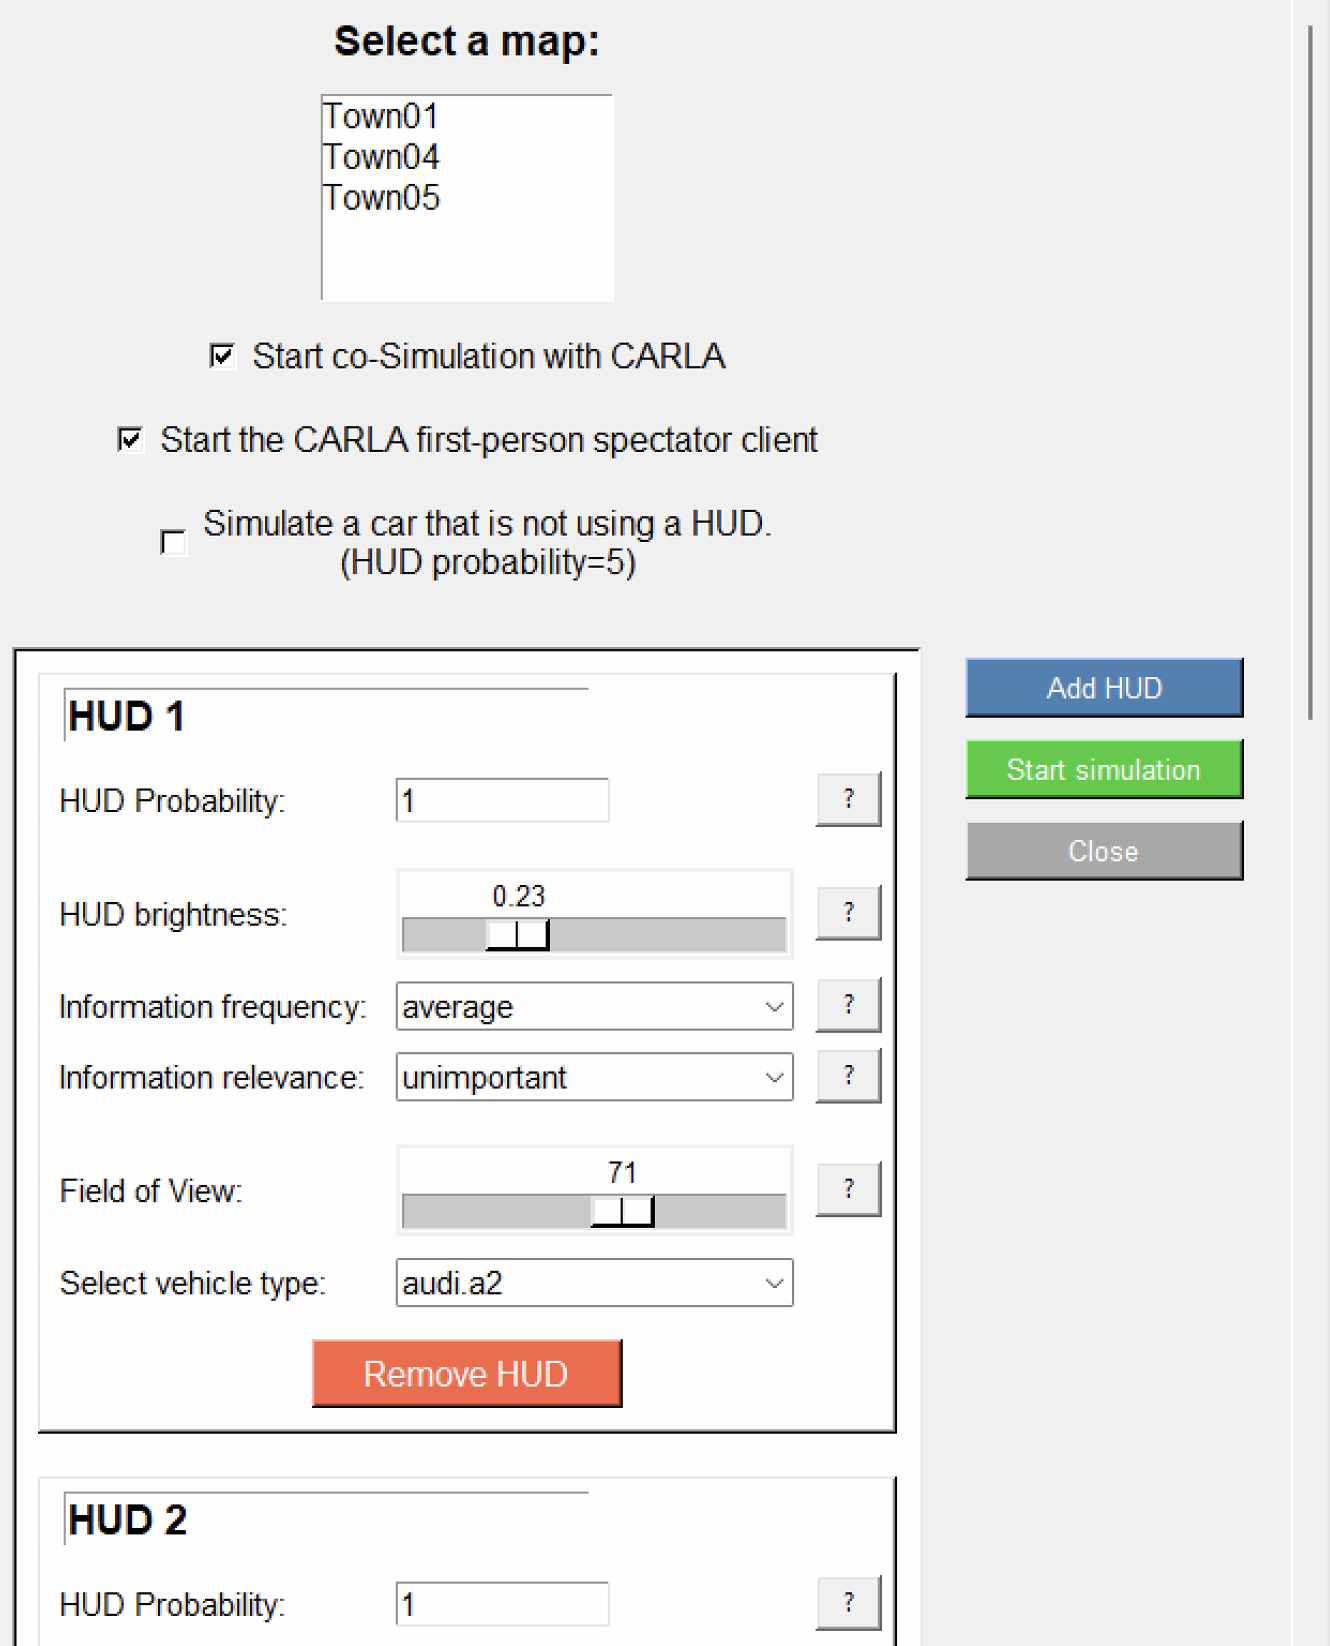 Select a map:
Town01
Town04
Town05
Start co-Simulation with CARLA
Start the CARLA first-person spectator client
Simulate a car that is not using a HUD.
(HUD probability=5)
Add HUD
Start simulation
Close
HUD 1
HUD Probability: 1 ?
HUD brightness: 0.23 ?
Information frequency: average ?
Information relevance: unimportant ?
Field of View: 71 ?
Select vehicle type: audi.a2
Remove HUD
HUD 2
HUD Probability: 1 ?